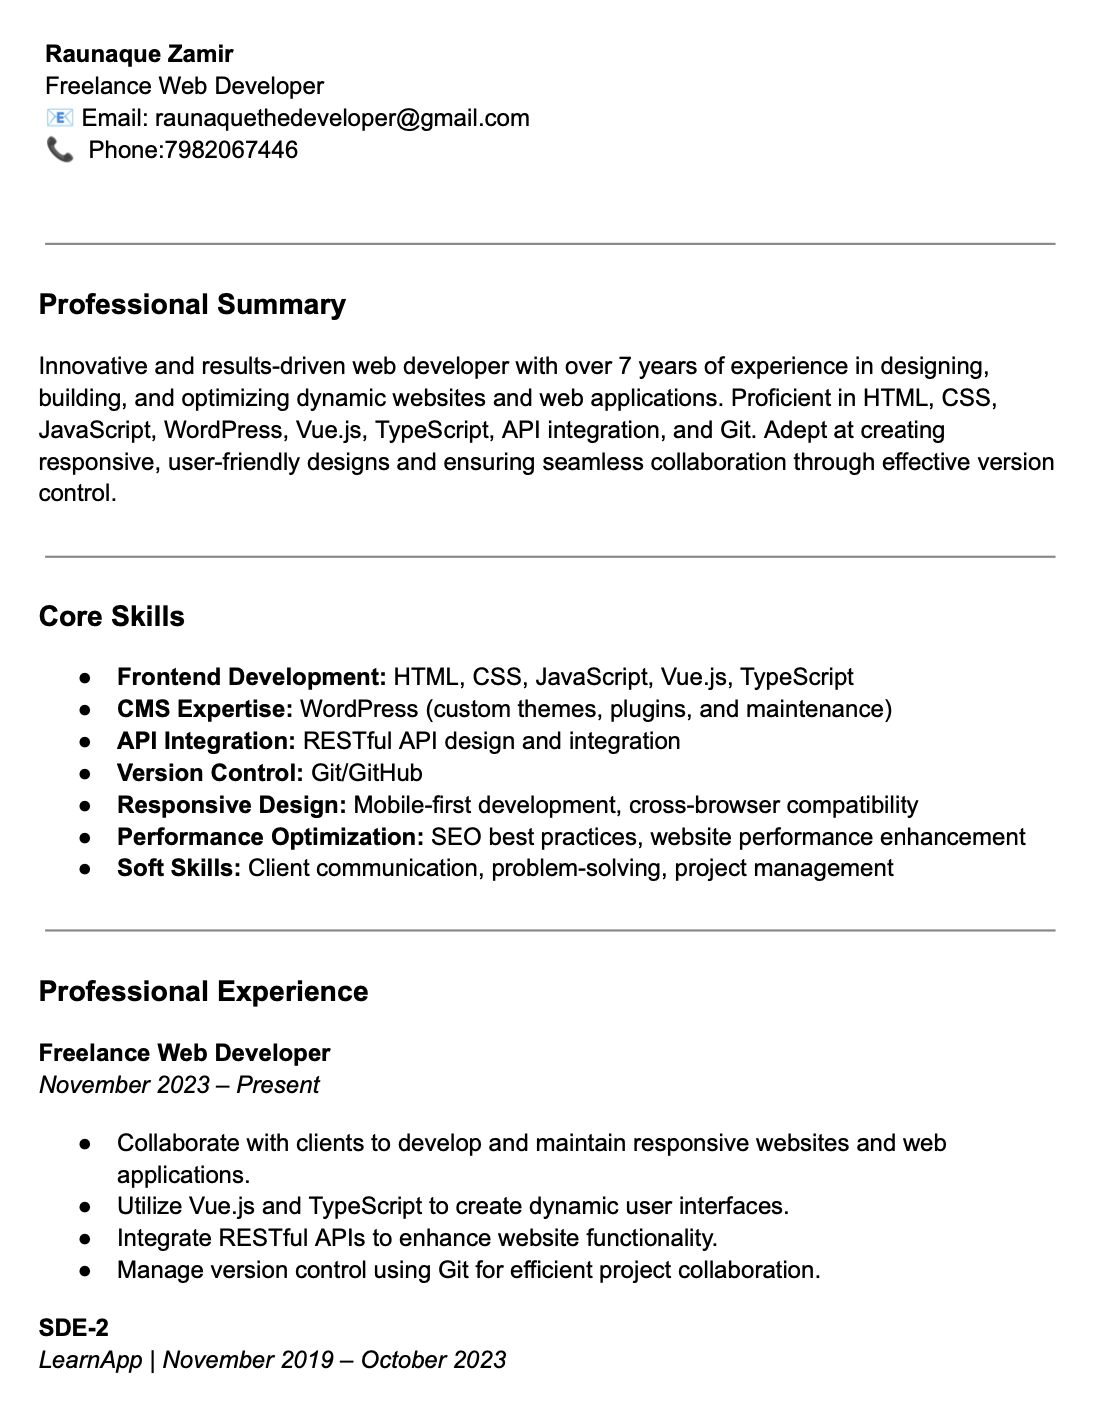 Raunaque Zamir
Freelance Web Developer
📧 Email: raunaquethedeveloper@gmail.com
📞 Phone:7982067446
Professional Summary
Innovative and results-driven web developer with over 7 years of experience in designing,
building, and optimizing dynamic websites and web applications. Proficient in HTML, CSS,
JavaScript, WordPress, Vue.js, TypeScript, API integration, and Git. Adept at creating
responsive, user-friendly designs and ensuring seamless collaboration through effective version
control.
Core Skills
● Frontend Development: HTML, CSS, JavaScript, Vue.js, TypeScript
● CMS Expertise: WordPress (custom themes, plugins, and maintenance)
● API Integration: RESTful API design and integration
● Version Control: Git/GitHub
● Responsive Design: Mobile-first development, cross-browser compatibility
● Performance Optimization: SEO best practices, website performance enhancement
● Soft Skills: Client communication, problem-solving, project management
Professional Experience
Freelance Web Developer
November 2023 – Present
● Collaborate with clients to develop and maintain responsive websites and web
applications.
● Utilize Vue.js and TypeScript to create dynamic user interfaces.
● Integrate RESTful APIs to enhance website functionality.
● Manage version control using Git for efficient project collaboration.
SDE-2
LearnApp | November 2019 – October 2023